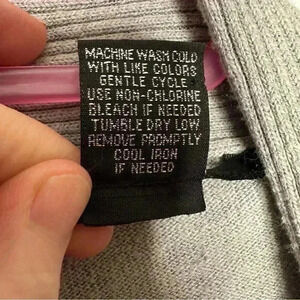 MACHINE WASH COLD
WITH LIKE COLORS
GENTLE CYCLE
USE NON-CHLORINE
BLEACH IF NEEDED
TUMBLE DRY LOW
REMOVE PROMPTLY
COOL IRON
IF NEEDED